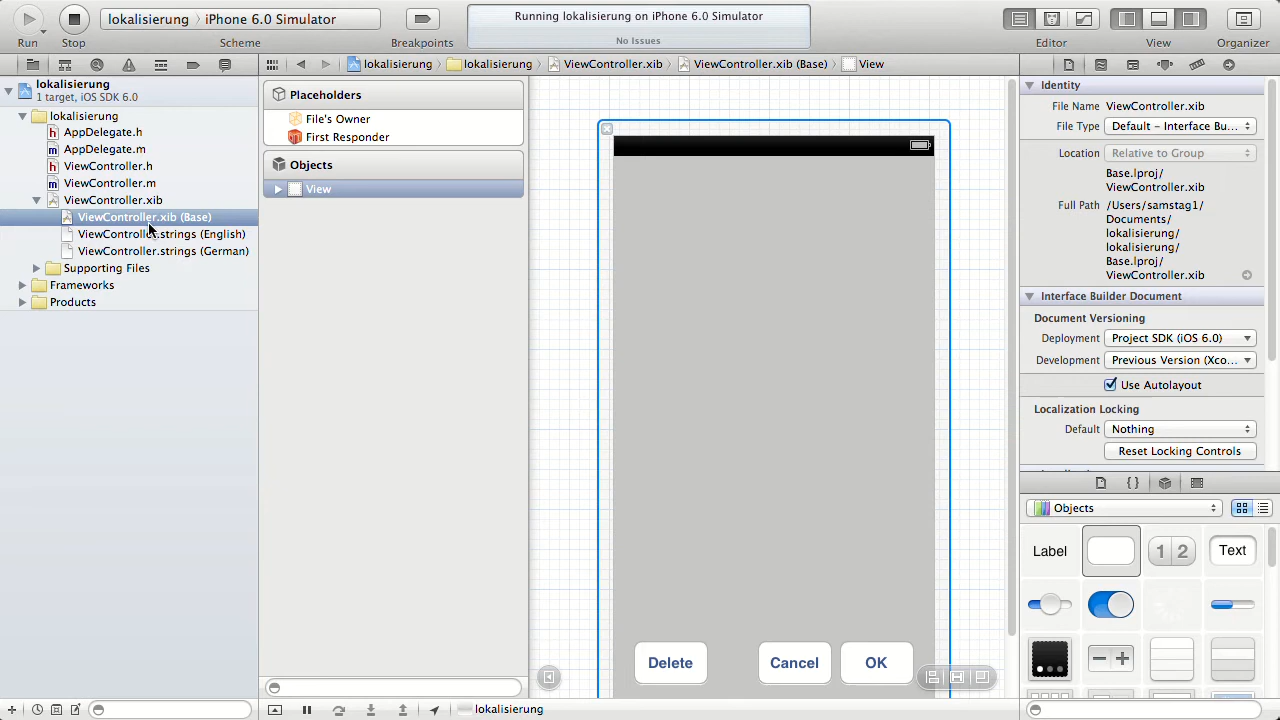 lokalisierung
iPhone 6.0 Simulator
Running lokalisierung on iPhone 6.0 Simulator
No Issues
Run
Stop
Scheme
Breakpoints
Editor
View
Organizer
lokalisierung
lokalisierung
ViewController.xib
ViewController.xib (Base)
View
lokalisierung
1 target, iOS SDK 6.0
lokalisierung
AppDelegate.h
AppDelegate.m
ViewController.h
ViewController.m
ViewController.xib
ViewController.xib (Base)
ViewController.strings (English)
ViewController.strings (German)
Supporting Files
Frameworks
Products
Placeholders
File's Owner
First Responder
Objects
View
Delete
Cancel
OK
Identity
File Name ViewController.xib
File Type Default – Interface Bu...
Location Relative to Group
Base.lproj/
ViewController.xib
Full Path /Users/samstag1/
Documents/
lokalisierung/
lokalisierung/
Base.lproj/
ViewController.xib
Interface Builder Document
Document Versioning
Deployment Project SDK (iOS 6.0)
Development Previous Version (Xco...
Use Autolayout
Localization Locking
Default Nothing
Reset Locking Controls
Objects
Label
1 2
Text
lokalisierung